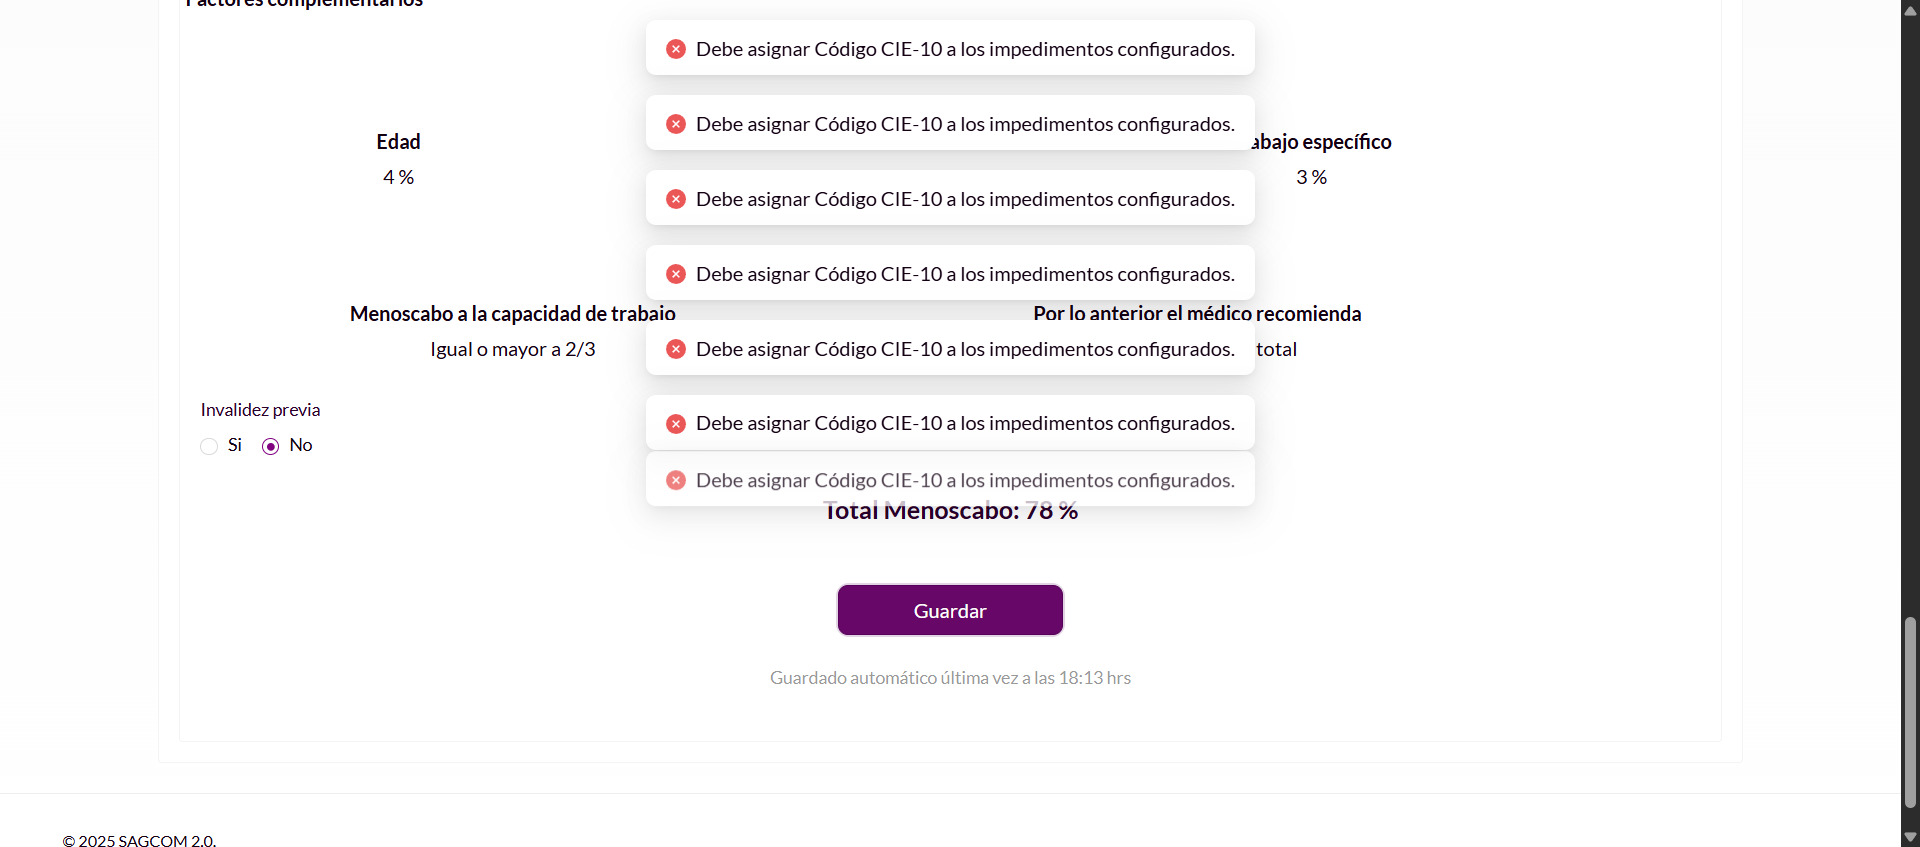 Factores complementarios
Debe asignar Código CIE-10 a los impedimentos configurados.
Debe asignar Código CIE-10 a los impedimentos configurados.
Edad
abajo específico
4 %
3 %
Debe asignar Código CIE-10 a los impedimentos configurados.
Debe asignar Código CIE-10 a los impedimentos configurados.
Menoscabo a la capacidad de trabajo
Por lo anterior el médico recomienda
Igual o mayor a 2/3
Debe asignar Código CIE-10 a los impedimentos configurados.
total
Invalidez previa
Debe asignar Código CIE-10 a los impedimentos configurados.
Si
No
Debe asignar Código CIE-10 a los impedimentos configurados.
Total Menoscabo: 78 %
Guardar
Guardado automático última vez a las 18:13 hrs
© 2025 SAGCOM 2.0.